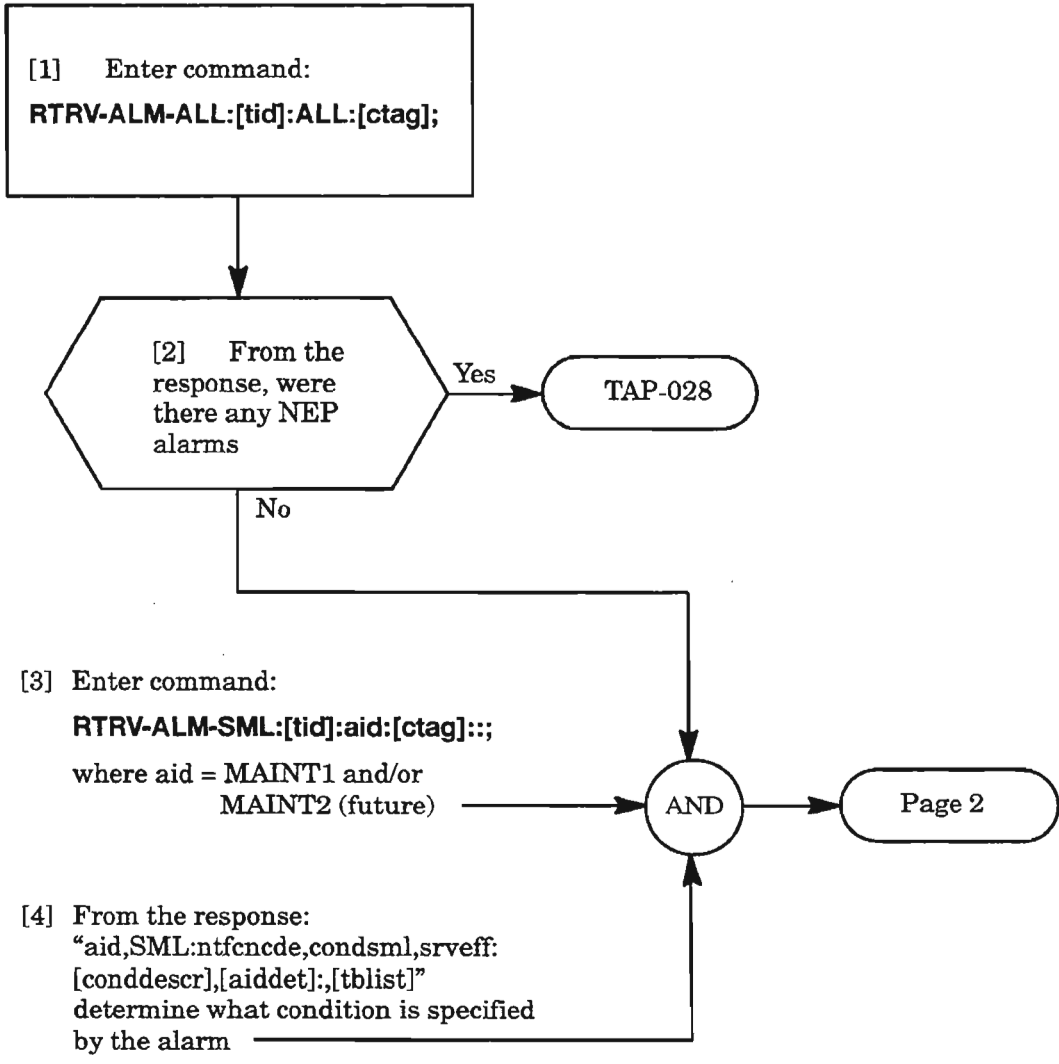 [1] Enter command:
RTRV-ALM-ALL:[tid]:ALL:[ctag];
[2] From the
response, were
there any NEP
alarms
Yes
TAP-028
No
[3] Enter command:
RTRV-ALM-SML:[tid]:aid:[ctag]::;
where aid = MAINT1 and/or
MAINT2 (future)
AND
Page 2
[4] From the response:
“aid,SML:ntfcncde,condsml,srveff:
[conddescr],[aiddet]:,[tblist]”
determine what condition is specified
by the alarm